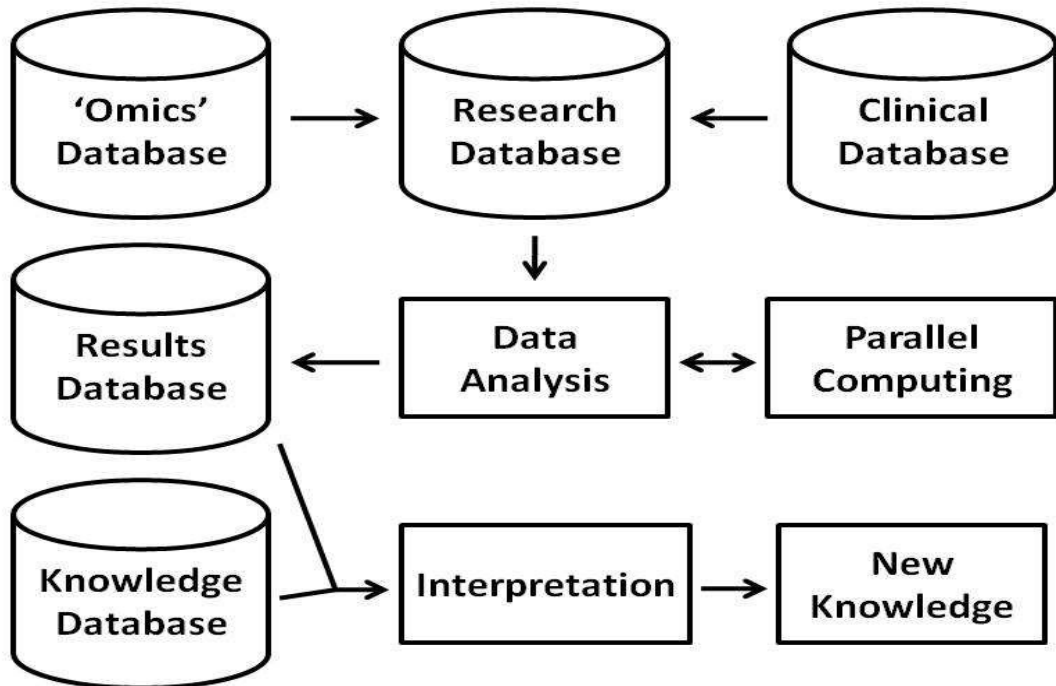 ‘Omics’
Database
Research
Database
Clinical
Database
Results
Database
Data
Analysis
Parallel
Computing
Knowledge
Database
Interpretation
New
Knowledge